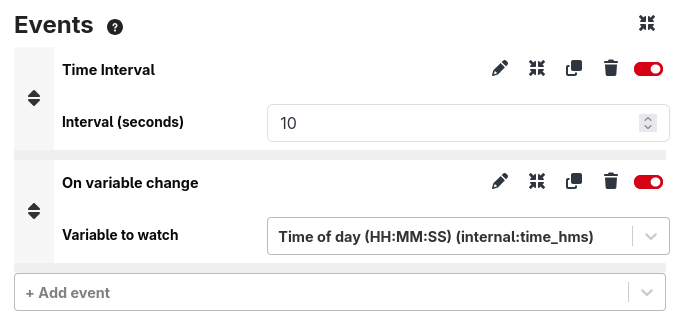 Events ?
Time Interval
Interval (seconds) 10
On variable change
Variable to watch Time of day (HH:MM:SS) (internal:time_hms)
+ Add event